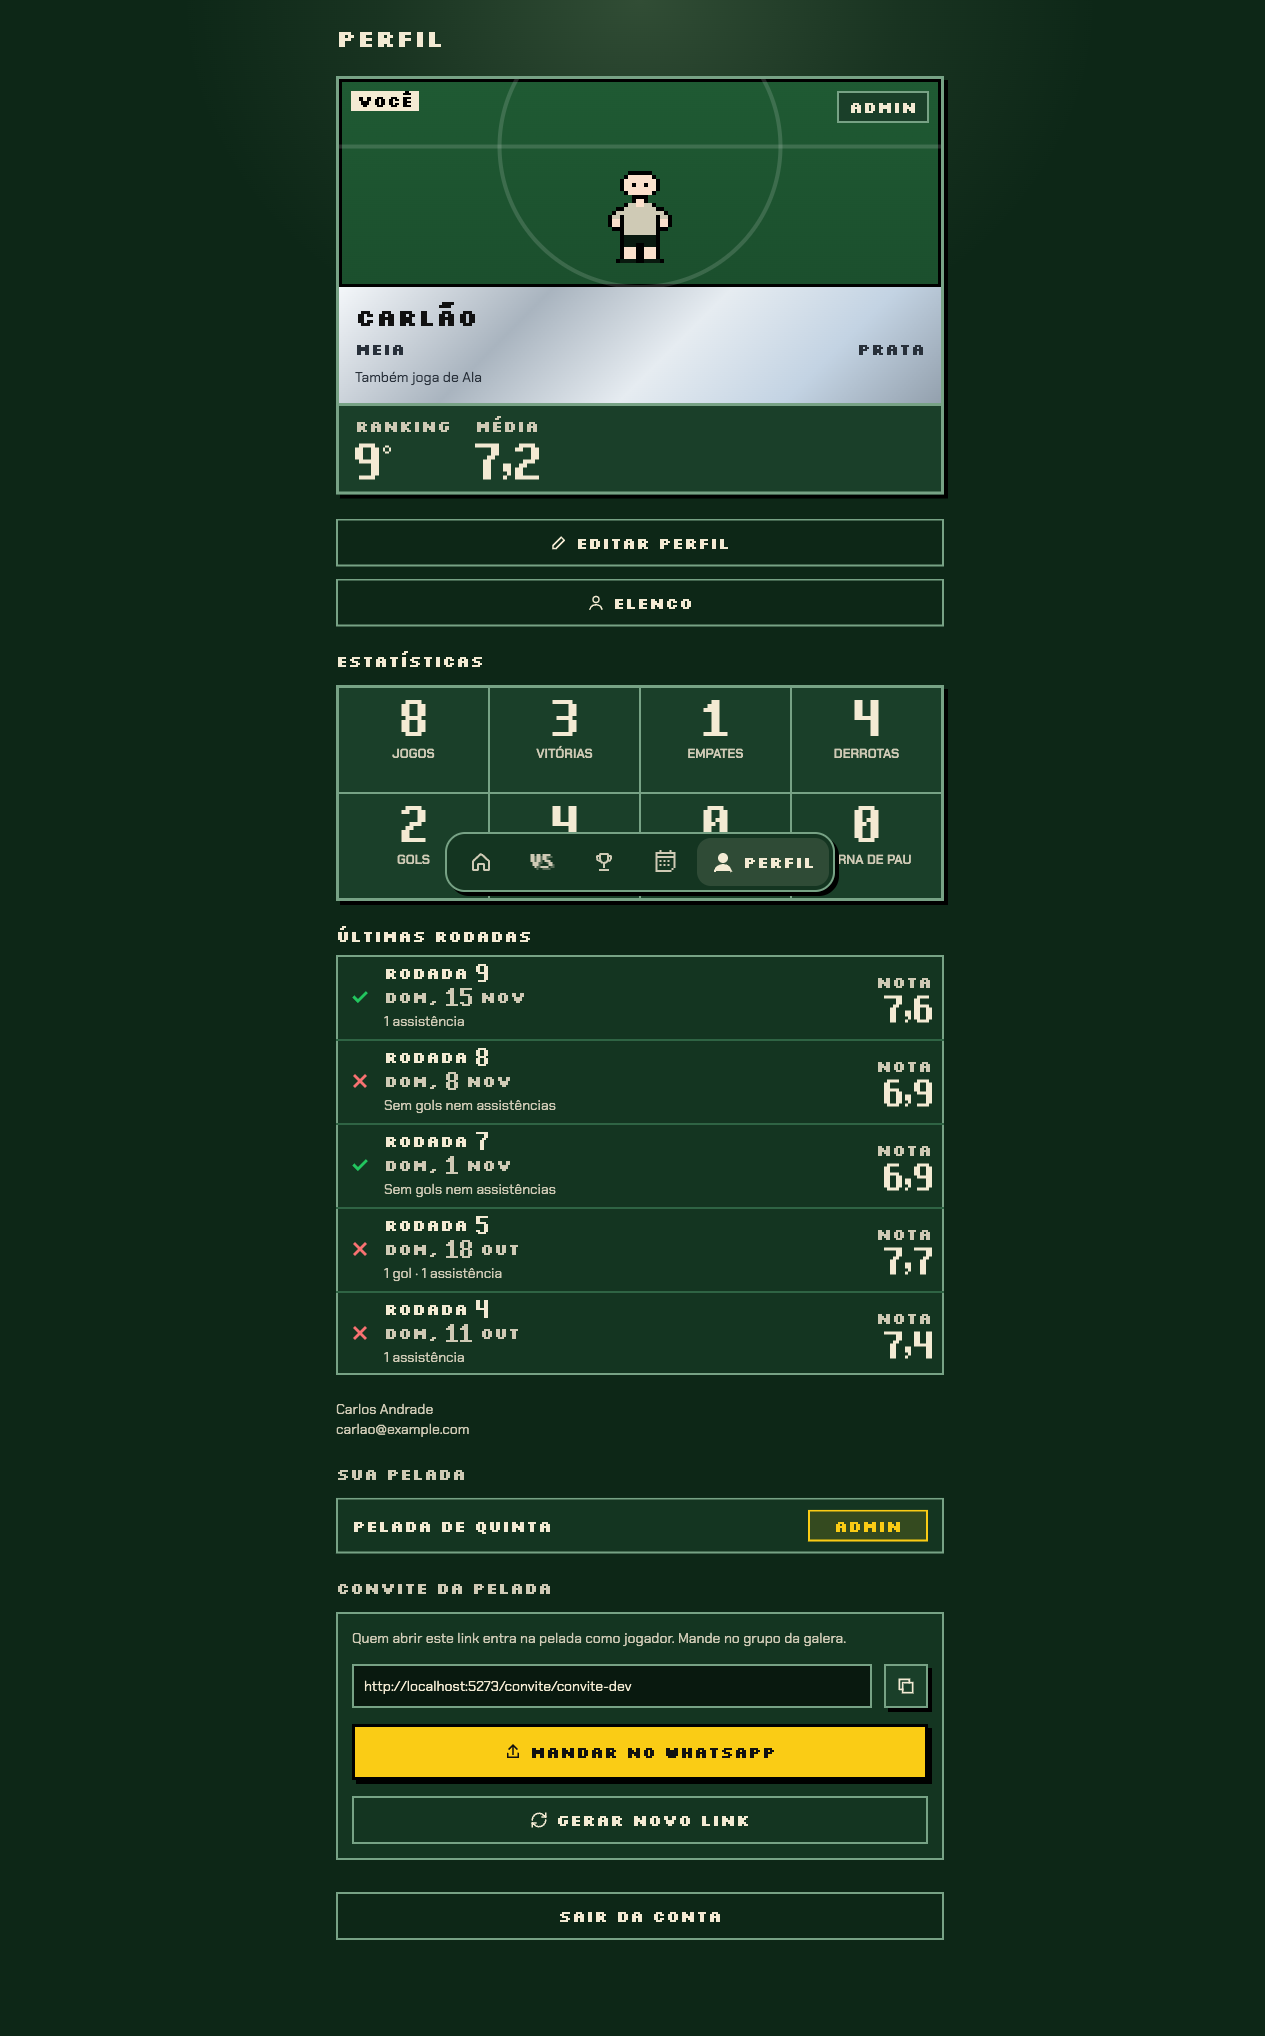 PERFIL
VOCÊ
ADMIN
CARLÃO
MEIA
PRATA
Também joga de Ala
RANKING
MÉDIA
9°
7,2
EDITAR PERFIL
ELENCO
ESTATÍSTICAS
8
3
1
4
JOGOS
VITÓRIAS
EMPATES
DERROTAS
2
4
0
0
GOLS
RNA DE PAU
VS
PERFIL
ÚLTIMAS RODADAS
RODADA 9
DOM, 15 NOV
1 assistência
NOTA
7,6
RODADA 8
DOM, 8 NOV
Sem gols nem assistências
NOTA
6,9
RODADA 7
DOM, 1 NOV
Sem gols nem assistências
NOTA
6,9
RODADA 5
DOM, 18 OUT
1 gol · 1 assistência
NOTA
7,7
RODADA 4
DOM, 11 OUT
1 assistência
NOTA
7,4
Carlos Andrade
carlao@example.com
SUA PELADA
PELADA DE QUINTA
ADMIN
CONVITE DA PELADA
Quem abrir este link entra na pelada como jogador. Mande no grupo da galera.
http://localhost:5273/convite/convite-dev
MANDAR NO WHATSAPP
GERAR NOVO LINK
SAIR DA CONTA